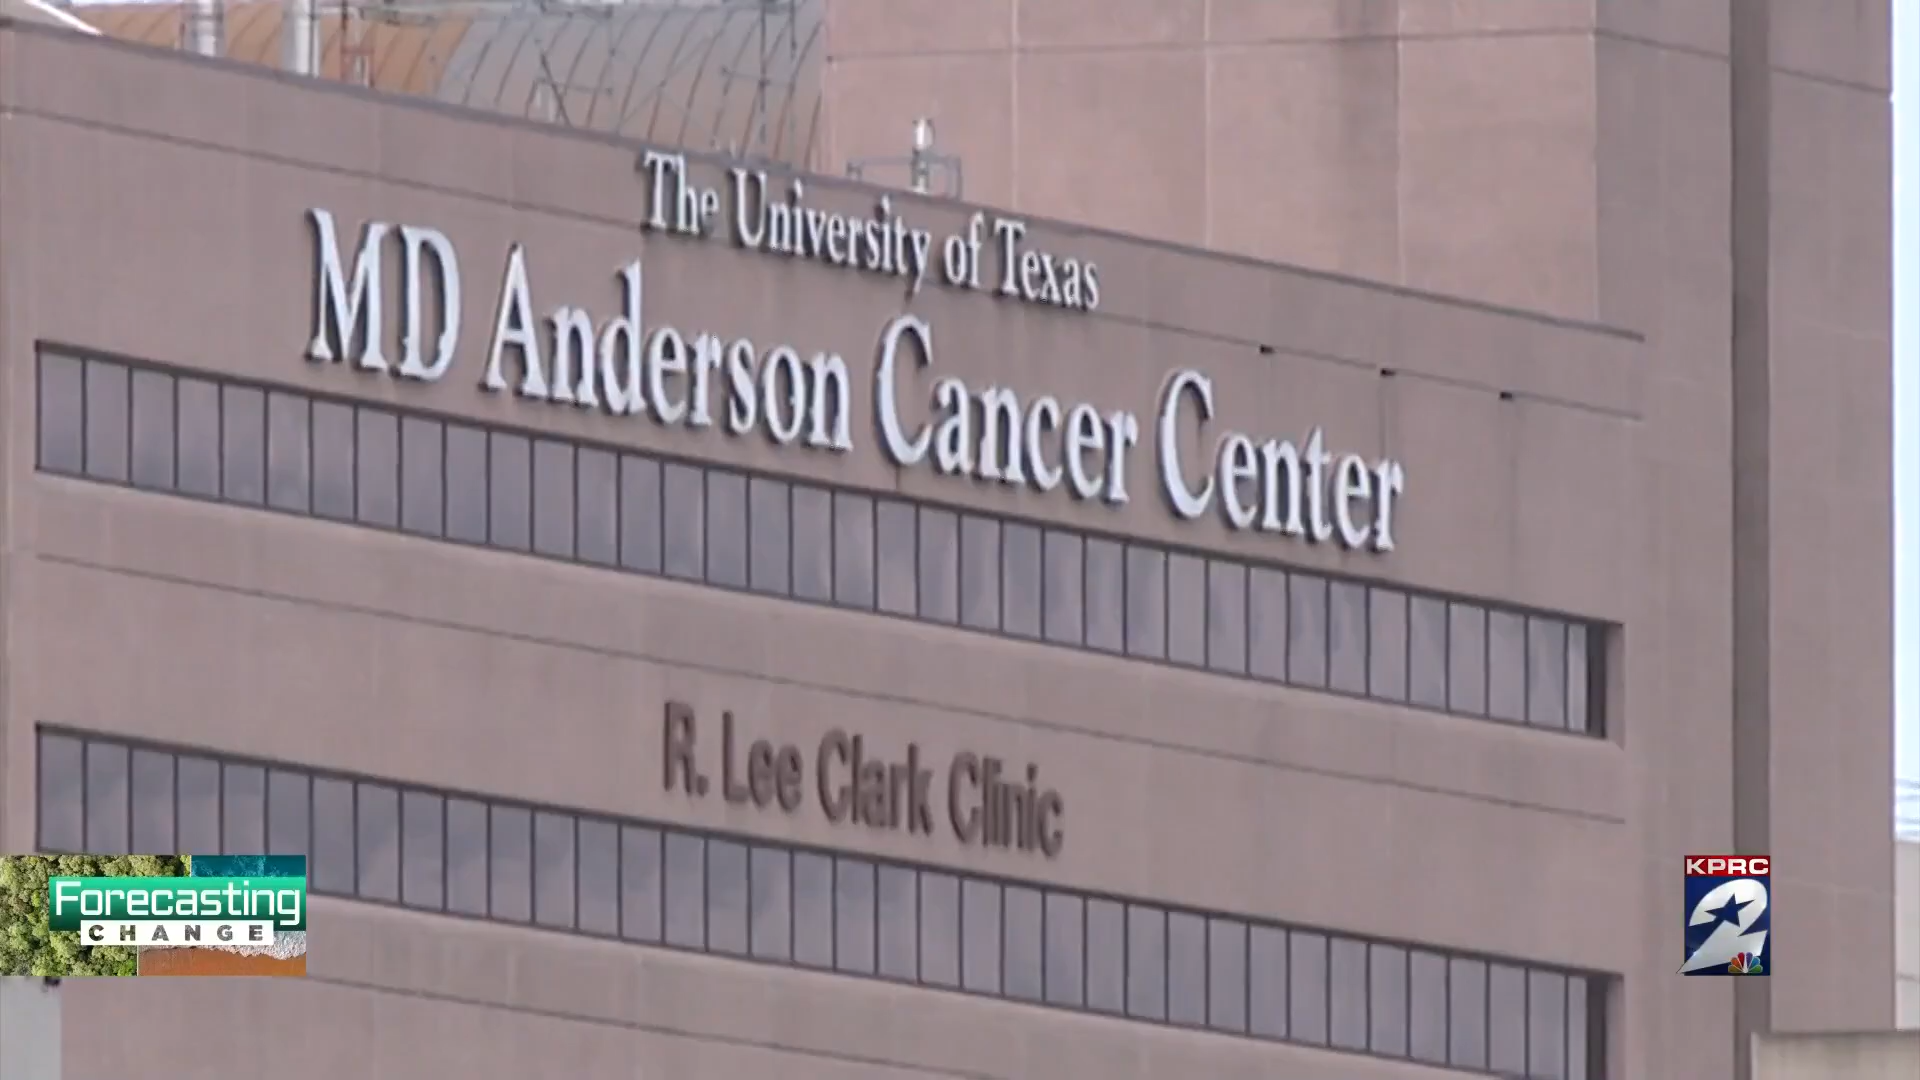 The University of Texas
MD Anderson Cancer Center
R. Lee Clark Clinic
Forecasting
CHANGE
KPRC
2